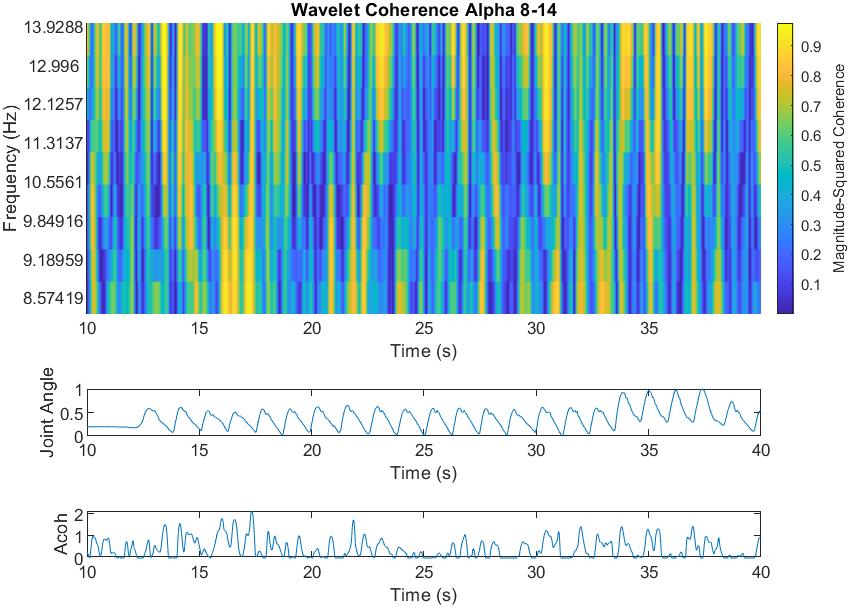 Wavelet Coherence Alpha 8-14
13.9288
12.996
12.1257
11.3137
10.5561
9.84916
9.18959
8.57419
Frequency (Hz)
10 15 20 25 30 35
Time (s)
0.9
0.8
0.7
0.6
0.5
0.4
0.3
0.2
0.1
Magnitude-Squared Coherence
Joint Angle
1
0.5
0
10 15 20 25 30 35 40
Time (s)
Acoh
2
1
0
10 15 20 25 30 35 40
Time (s)